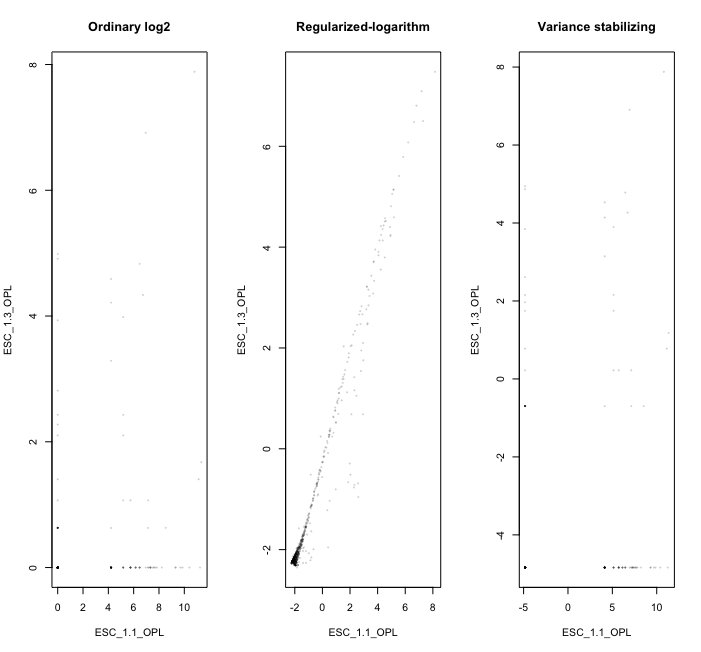 Ordinary log2
ESC_1.3_OPL
8
6
4
2
0
0 2 4 6 8 10
ESC_1.1_OPL
Regularized-logarithm
ESC_1.3_OPL
6
4
2
0
-2
-2 0 2 4 6 8
ESC_1.1_OPL
Variance stabilizing
ESC_1.3_OPL
8
6
4
2
0
-2
-4
-5 0 5 10
ESC_1.1_OPL